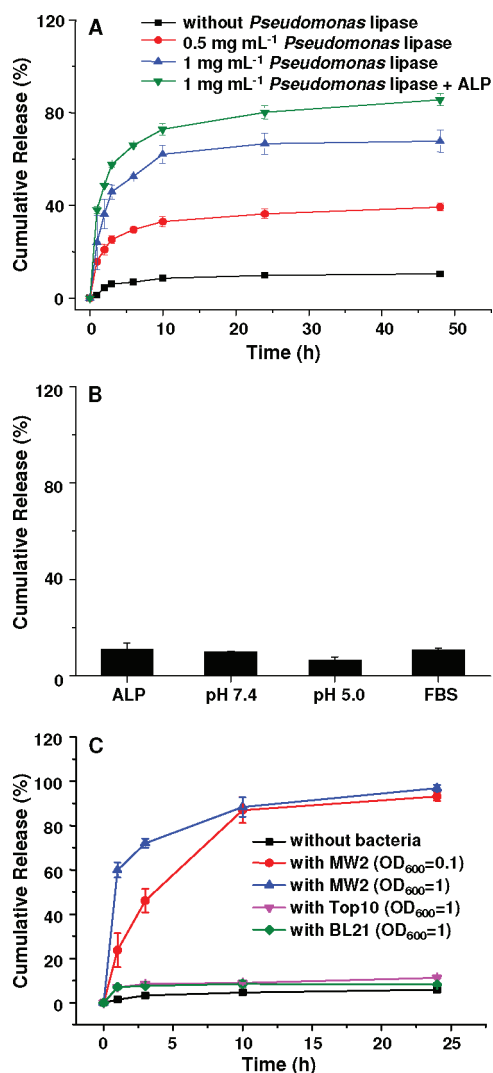 A
without Pseudomonas lipase
0.5 mg mL⁻¹ Pseudomonas lipase
1 mg mL⁻¹ Pseudomonas lipase
1 mg mL⁻¹ Pseudomonas lipase + ALP
Cumulative Release (%)
120
80
40
0
0 10 20 30 40 50
Time (h)
B
Cumulative Release (%)
120
80
40
0
ALP pH 7.4 pH 5.0 FBS
C
Cumulative Release (%)
120
100
80
60
40
20
0
without bacteria
with MW2 (OD₆₀₀=0.1)
with MW2 (OD₆₀₀=1)
with Top10 (OD₆₀₀=1)
with BL21 (OD₆₀₀=1)
0 5 10 15 20 25
Time (h)